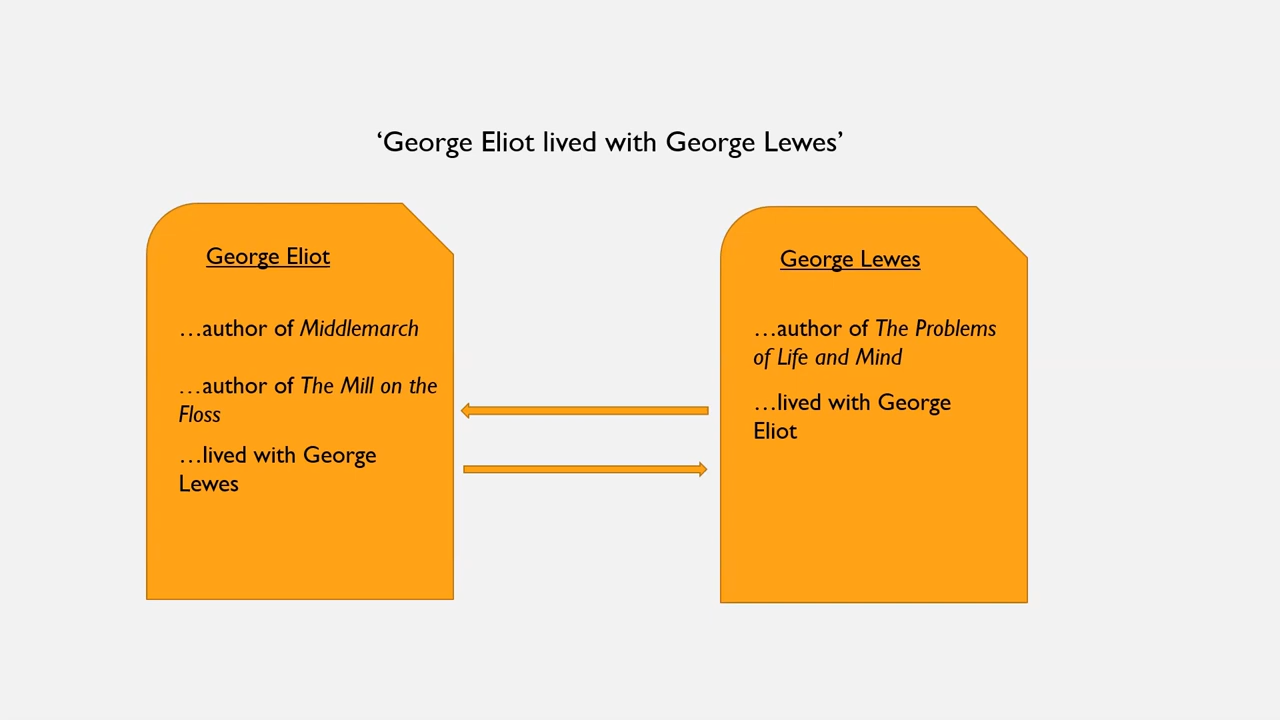 ‘George Eliot lived with George Lewes’
George Eliot
…author of Middlemarch
…author of The Mill on the
Floss
…lived with George
Lewes
George Lewes
…author of The Problems
of Life and Mind
…lived with George
Eliot